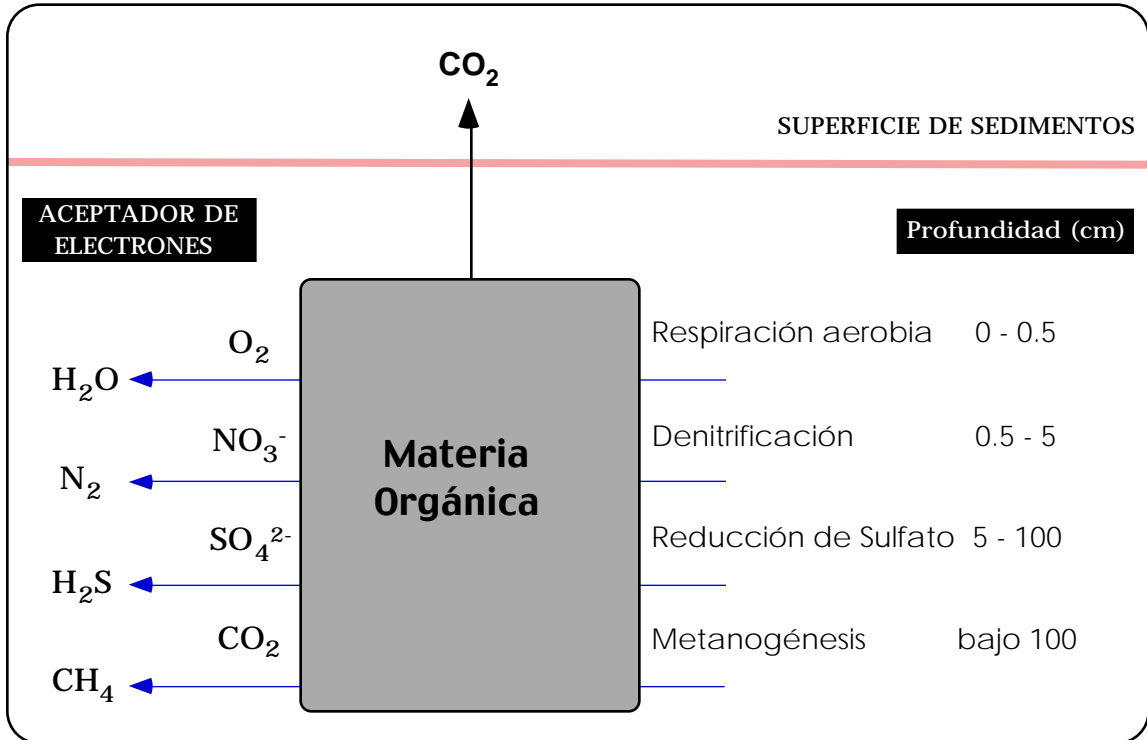 CO₂
SUPERFICIE DE SEDIMENTOS
ACEPTADOR DE
ELECTRONES
Profundidad (cm)
O₂
Respiración aerobia 0 - 0.5
H₂O
NO₃⁻
Denitrificación 0.5 - 5
Materia
Orgánica
N₂
SO₄²⁻
Reducción de Sulfato 5 - 100
H₂S
CO₂
Metanogénesis bajo 100
CH₄